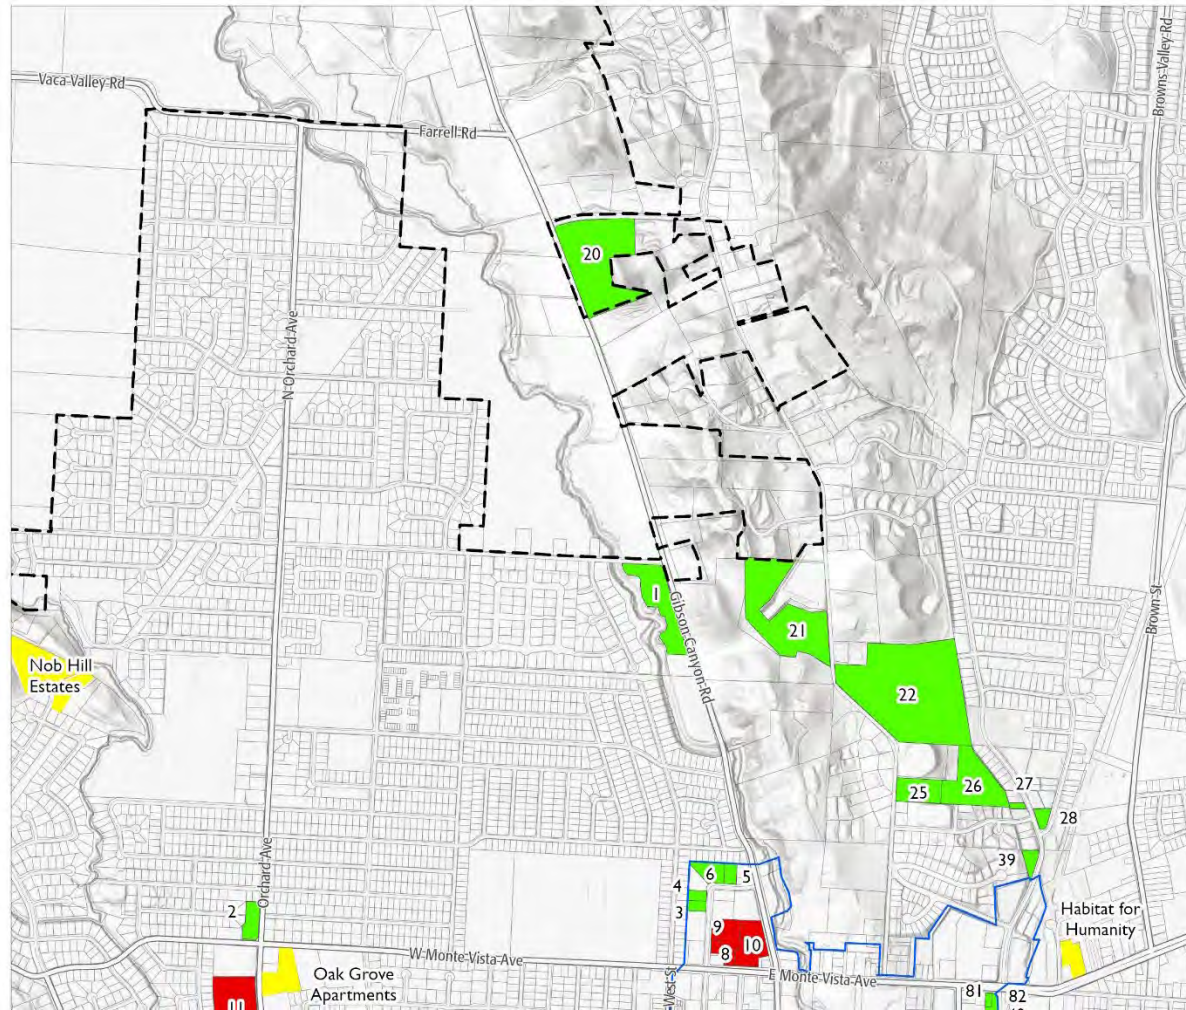 Vaca Valley Rd
Farrell Rd
Browns Valley Rd
20
N Orchard Ave
1
Gibson Canyon Rd
21
Brown St
22
Nob Hill
Estates
25
26
27
28
39
6
5
4
3
2
Orchard Ave
9
8
10
W Monte Vista Ave
West St
E Monte Vista Ave
Habitat for
Humanity
Oak Grove
Apartments
81
82